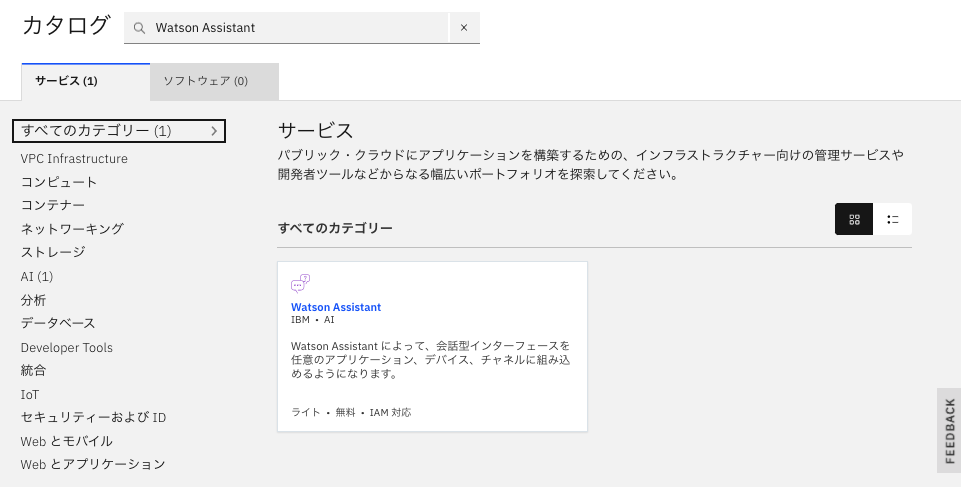 カタログ
Watson Assistant
×
サービス (1)
ソフトウェア (0)
すべてのカテゴリー (1)
VPC Infrastructure
コンピュート
コンテナー
ネットワーキング
ストレージ
AI (1)
分析
データベース
Developer Tools
統合
IoT
セキュリティーおよび ID
Web とモバイル
Web とアプリケーション
サービス
パブリック・クラウドにアプリケーションを構築するための、インフラストラクチャー向けの管理サービスや
開発者ツールなどからなる幅広いポートフォリオを探索してください。
すべてのカテゴリー
Watson Assistant
IBM • AI
Watson Assistant によって、会話型インターフェースを
任意のアプリケーション、デバイス、チャネルに組み込
めるようになります。
ライト • 無料 • IAM 対応
FEEDBACK